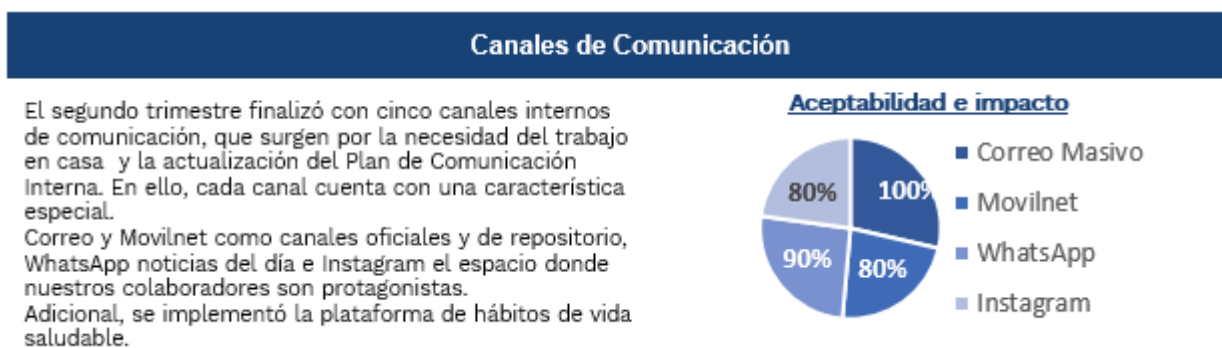 Canales de Comunicación
El segundo trimestre finalizó con cinco canales internos
de comunicación, que surgen por la necesidad del trabajo
en casa y la actualización del Plan de Comunicación
Interna. En ello, cada canal cuenta con una característica
especial.
Correo y Movilnet como canales oficiales y de repositorio,
WhatsApp noticias del día e Instagram el espacio donde
nuestros colaboradores son protagonistas.
Adicional, se implementó la plataforma de hábitos de vida
saludable.
Aceptabilidad e impacto
80%
100%
90%
80%
Correo Masivo
Movilnet
WhatsApp
Instagram